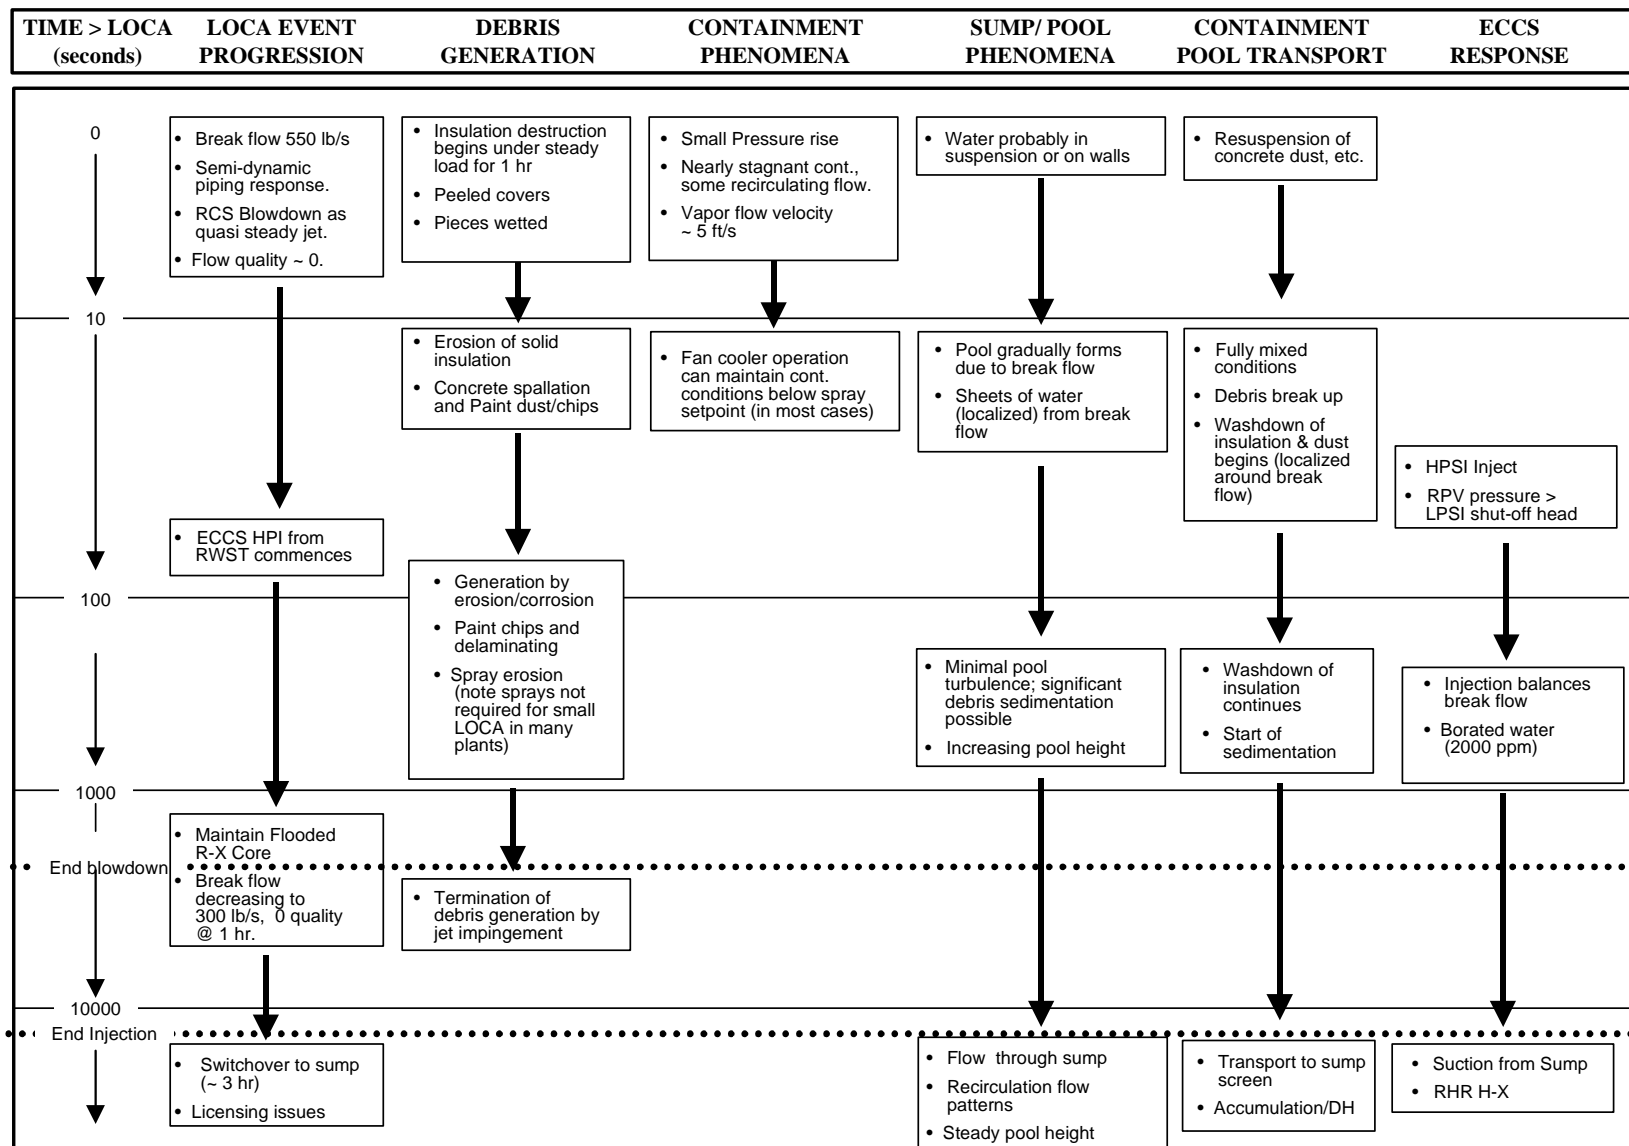 TIME > LOCA
(seconds)
LOCA EVENT
PROGRESSION
DEBRIS
GENERATION
CONTAINMENT
PHENOMENA
SUMP/ POOL
PHENOMENA
CONTAINMENT
POOL TRANSPORT
ECCS
RESPONSE
0
• Break flow 550 lb/s
• Semi-dynamic
piping response.
• RCS Blowdown as
quasi steady jet.
• Flow quality ~ 0.
• Insulation destruction
begins under steady
load for 1 hr
• Peeled covers
• Pieces wetted
• Small Pressure rise
• Nearly stagnant cont.,
some recirculating flow.
• Vapor flow velocity
~ 5 ft/s
• Water probably in
suspension or on walls
• Resuspension of
concrete dust, etc.
10
• Erosion of solid
insulation
• Concrete spallation
and Paint dust/chips
• Fan cooler operation
can maintain cont.
conditions below spray
setpoint (in most cases)
• Pool gradually forms
due to break flow
• Sheets of water
(localized) from break
flow
• Fully mixed
conditions
• Debris break up
• Washdown of
insulation & dust
begins (localized
around break
flow)
• HPSI Inject
• RPV pressure >
LPSI shut-off head
• ECCS HPI from
RWST commences
100
• Generation by
erosion/corrosion
• Paint chips and
delaminating
• Spray erosion
(note sprays not
required for small
LOCA in many
plants)
• Minimal pool
turbulence; significant
debris sedimentation
possible
• Increasing pool height
• Washdown of
insulation
continues
• Start of
sedimentation
• Injection balances
break flow
• Borated water
(2000 ppm)
1000
• Maintain Flooded
R-X Core
• Break flow
decreasing to
300 lb/s, 0 quality
@ 1 hr.
End blowdown
• Termination of
debris generation by
jet impingement
10000
End Injection
• Switchover to sump
(~ 3 hr)
• Licensing issues
• Flow through sump
• Recirculation flow
patterns
• Steady pool height
• Transport to sump
screen
• Accumulation/DH
• Suction from Sump
• RHR H-X